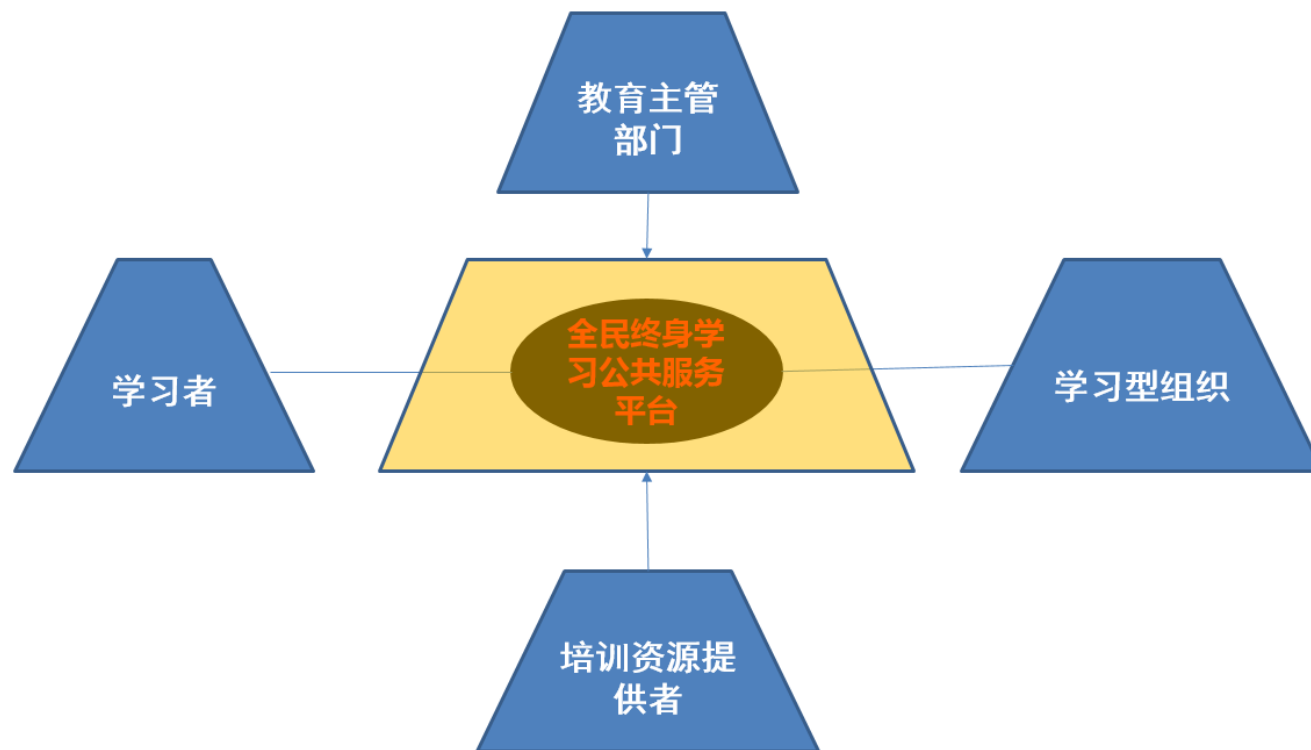 教育主管
部门
全民终身学
习公共服务
平台
学习者
学习型组织
培训资源提
供者